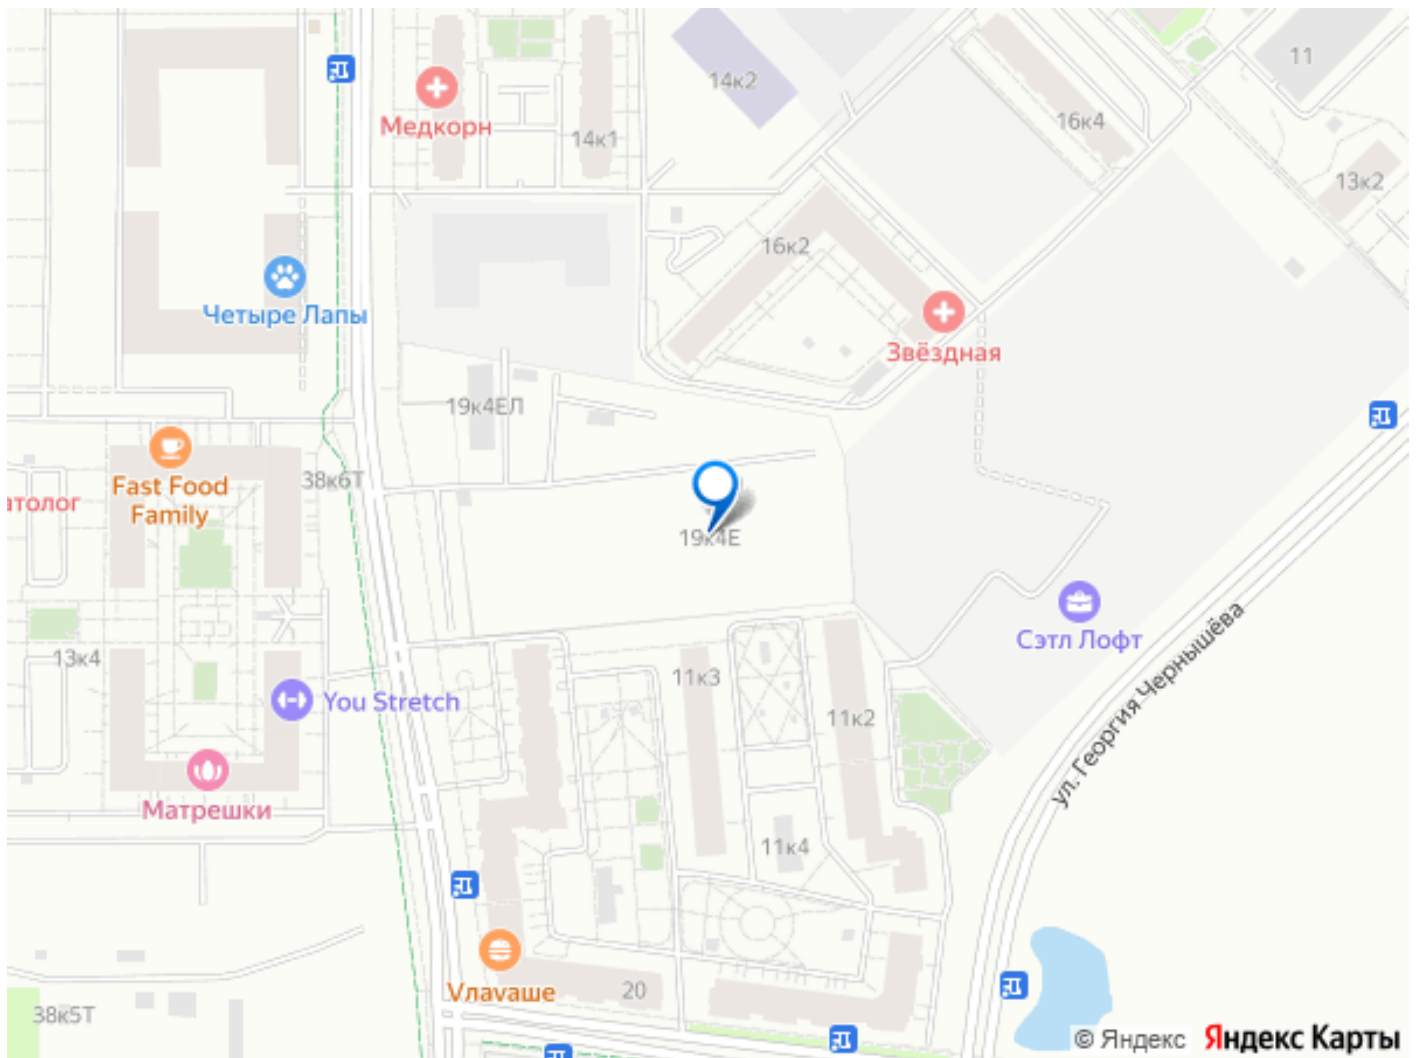 11
14к2
Медкорн
14к1
16к4
13к2
16к2
Четыре Лапы
Звёздная
19к4ЕЛ
38к6Т
Fast Food
Family
атолог
19к4Е
Сэтл Лофт
ул. Георгия Чернышёва
13к4
11к3
You Stretch
11к2
Матрешки
11к4
Vлаvаше
20
38к5Т
© Яндекс Яндекс Карты